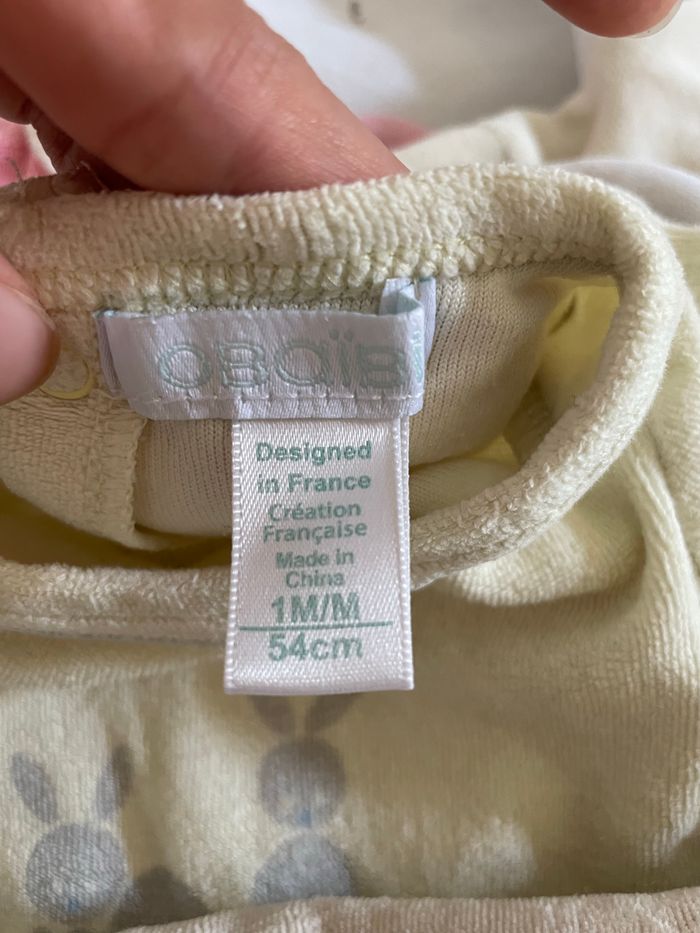 OBaïBi
Designed
in France
Création
Française
Made in
China
1M/M
54cm